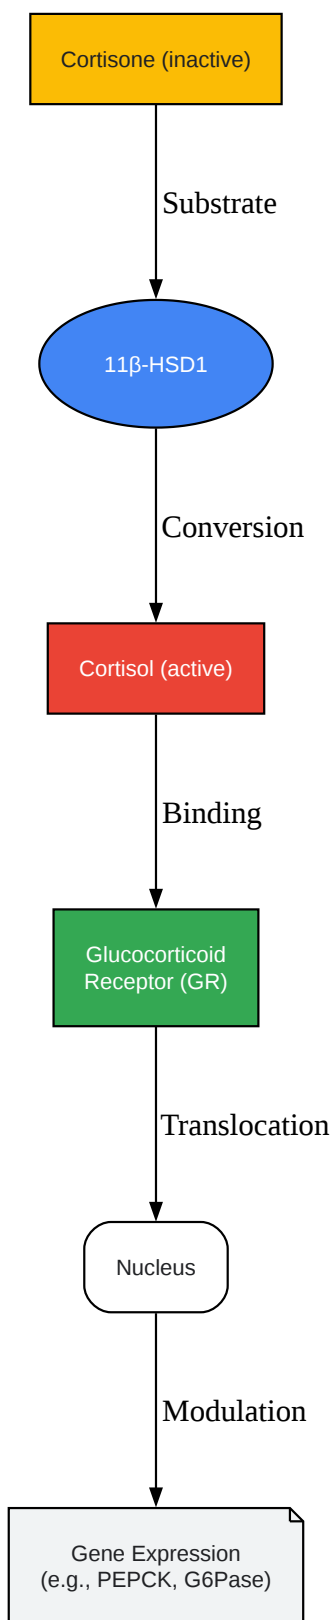 Cortisone (inactive)
Substrate
11β-HSD1
Conversion
Cortisol (active)
Binding
Glucocorticoid
Receptor (GR)
Translocation
Nucleus
Modulation
Gene Expression
(e.g., PEPCK, G6Pase)